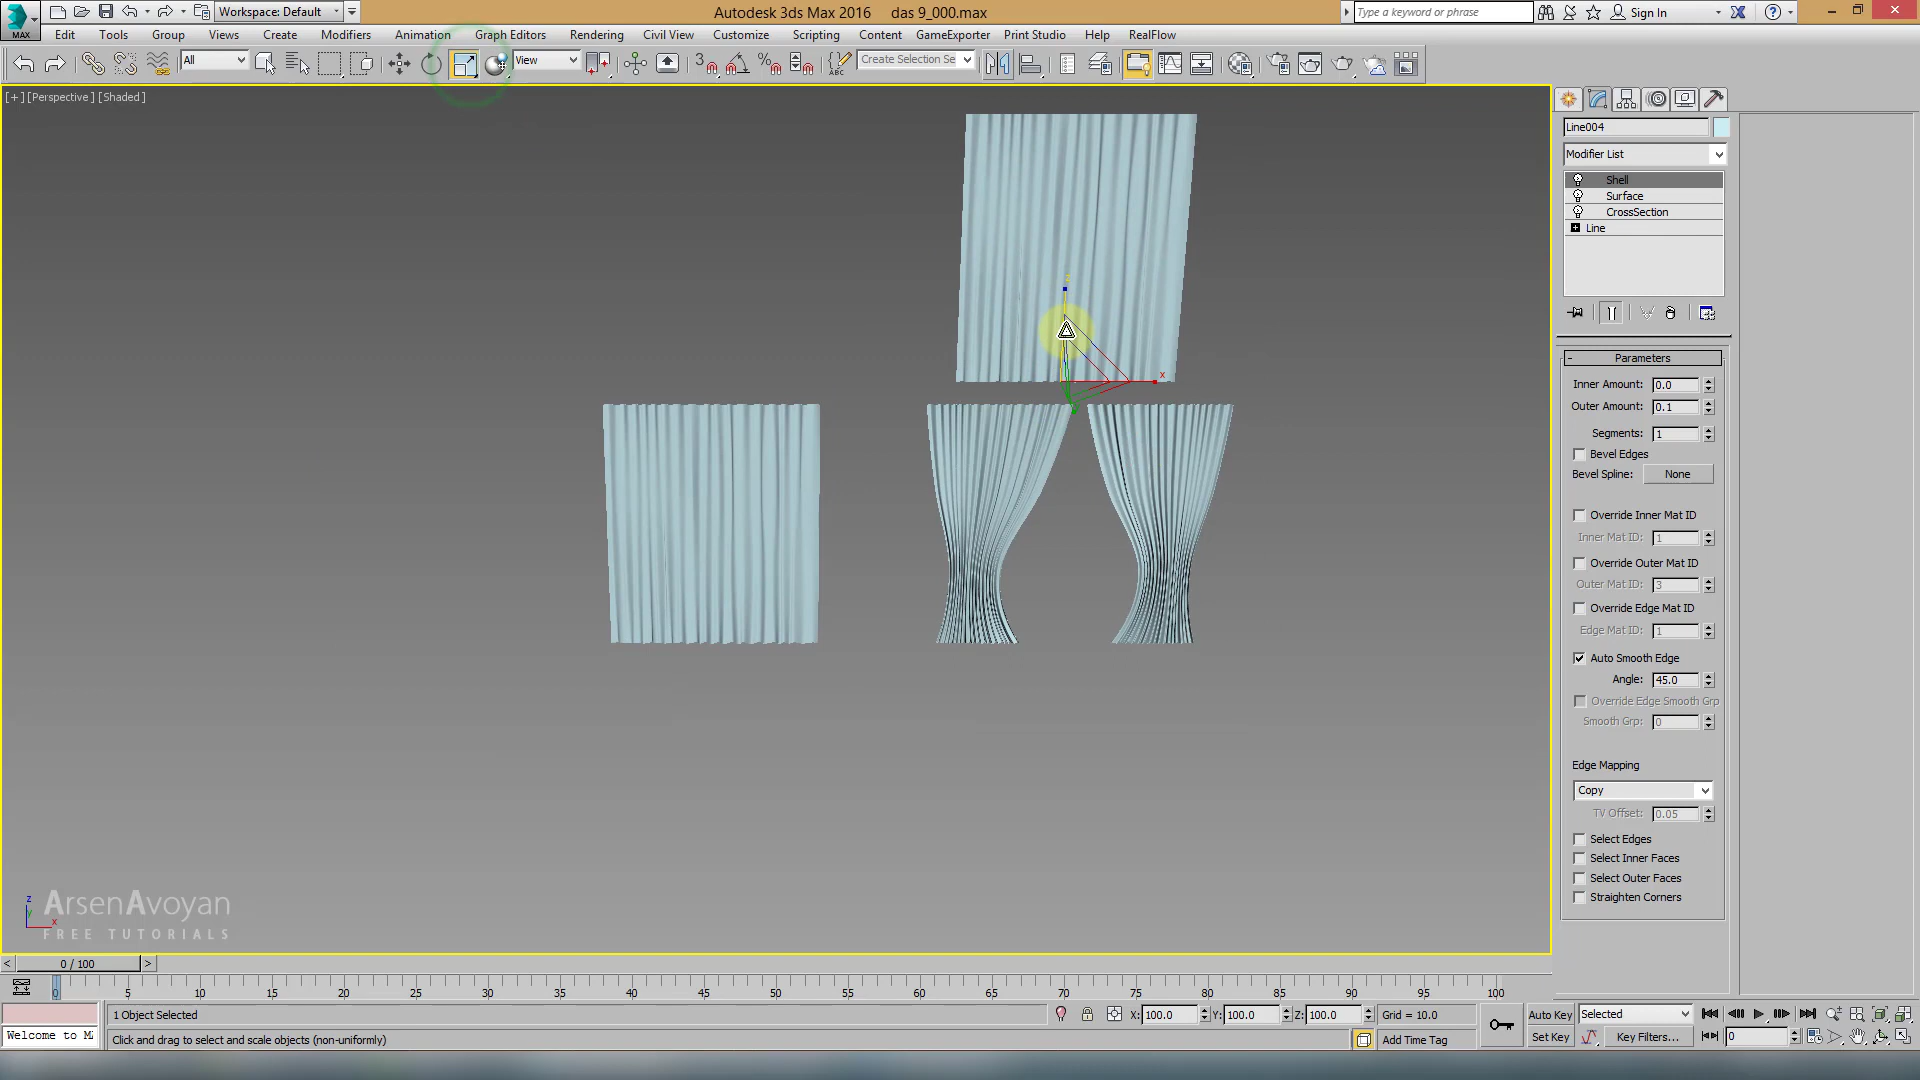 MAX
Workspace: Default
Autodesk 3ds Max 2016 das 9_000.max
Type a keyword or phrase
Sign In
Edit Tools Group Views Create Modifiers Animation Graph Editors Rendering Civil View Customize Scripting Content GameExporter Print Studio Help RealFlow
All
View
3
ABC
Create Selection Se
[+] [Perspective] [Shaded]
Line004
Modifier List
Shell
Surface
CrossSection
Line
Parameters
Inner Amount: 0.0
Outer Amount: 0.1
Segments: 1
Bevel Edges
Bevel Spline: None
Override Inner Mat ID
Inner Mat ID: 1
Override Outer Mat ID
Outer Mat ID: 3
Override Edge Mat ID
Edge Mat ID: 1
Auto Smooth Edge
Angle: 45.0
Override Edge Smooth Grp
Smooth Grp: 0
Edge Mapping
Copy
TV Offset: 0.05
Select Edges
Select Inner Faces
Select Outer Faces
Straighten Corners
z
x
z
y
x
ArsenAvoyan
FREE TUTORIALS
< 0 / 100 >
0 5 10 15 20 25 30 35 40 45 50 55 60 65 70 75 80 85 90 95 100
1 Object Selected
X: 100.0 Y: 100.0 Z: 100.0 Grid = 10.0
Auto Key Selected
Welcome to M
Click and drag to select and scale objects (non-uniformly)
Add Time Tag
Set Key Key Filters... 0